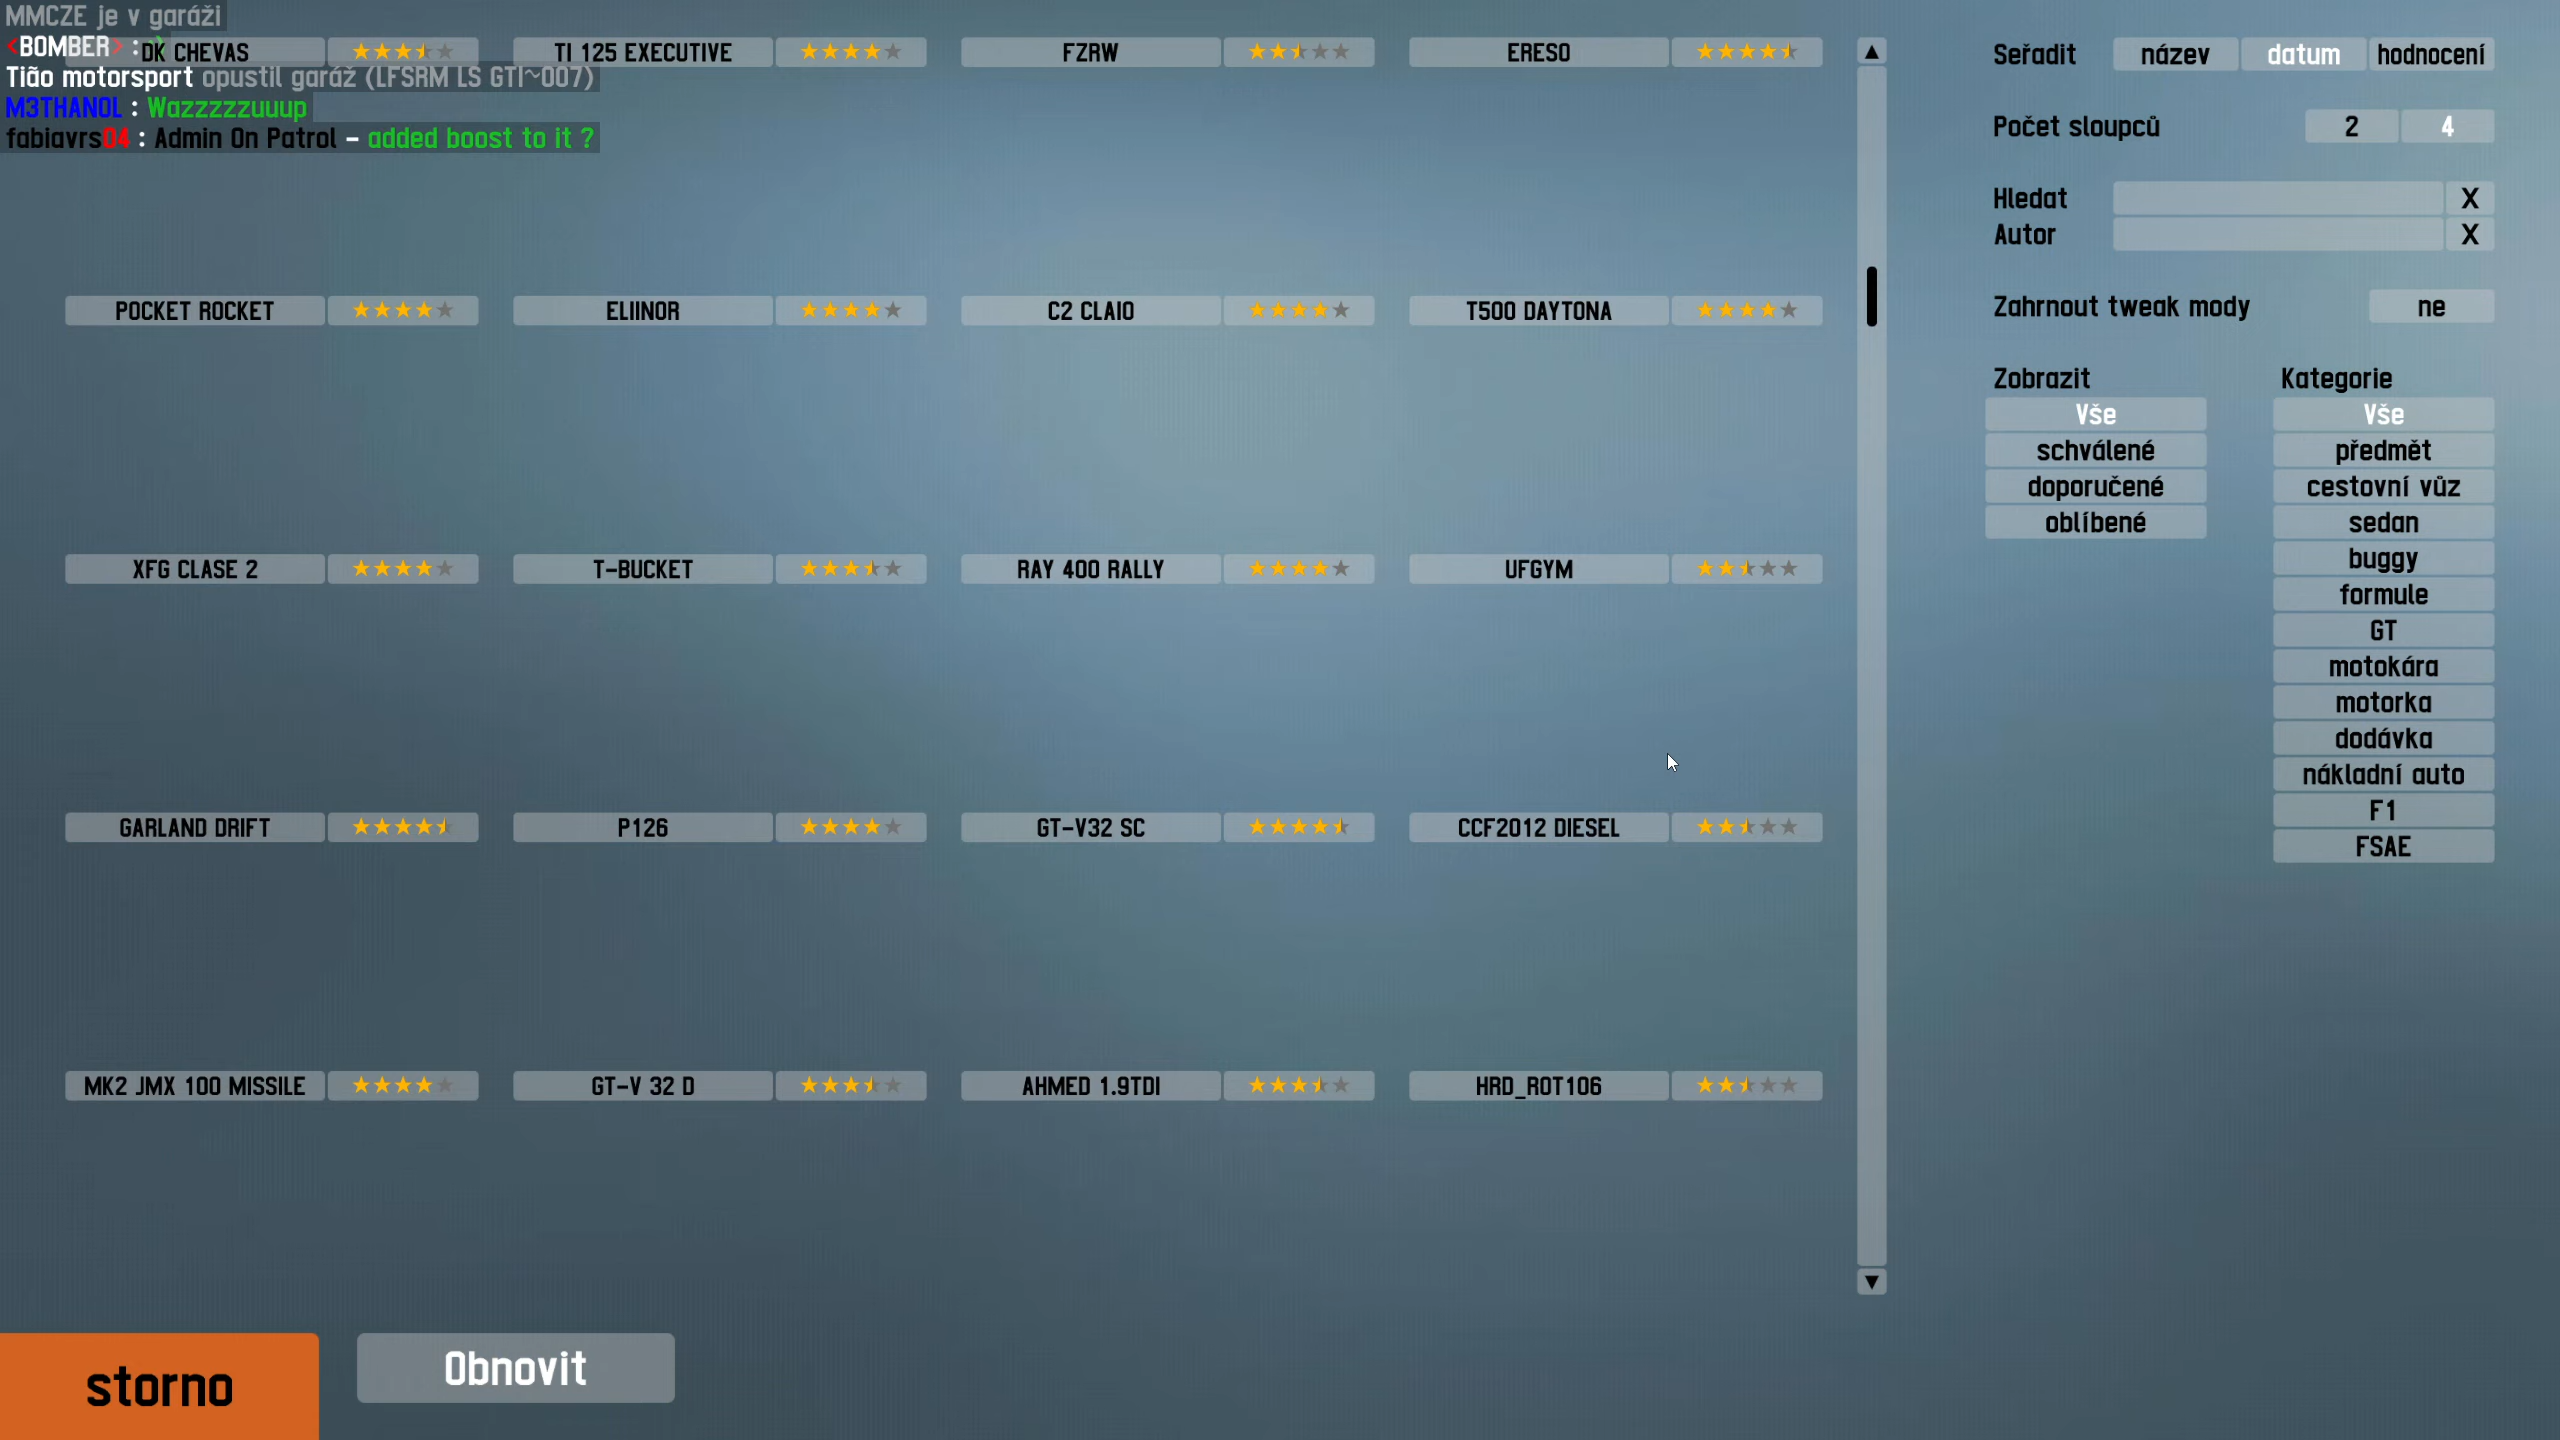 MMCZE je v garáži
<BOMBER> : DK CHEVAS
TI 125 EXECUTIVE
FZRW
ERESO
Tião motorsport opustil garáž (LFSRM LS GTI~007)
M3THANOL : Wazzzzzuuup
fabiavrs04 : Admin On Patrol - added boost to it ?
POCKET ROCKET
ELIINOR
C2 CLAIO
T500 DAYTONA
XFG CLASE 2
T-BUCKET
RAY 400 RALLY
UFGYM
GARLAND DRIFT
P126
GT-V32 SC
CCF2012 DIESEL
MK2 JMX 100 MISSILE
GT-V 32 D
AHMED 1.9TDI
HRD_ROT106
Seřadit název datum hodnocení
Počet sloupců 2 4
Hledat X
Autor X
Zahrnout tweak mody ne
Zobrazit
Vše
schválené
doporučené
oblíbené
Kategorie
Vše
předmět
cestovní vůz
sedan
buggy
formule
GT
motokára
motorka
dodávka
nákladní auto
F1
FSAE
storno
Obnovit